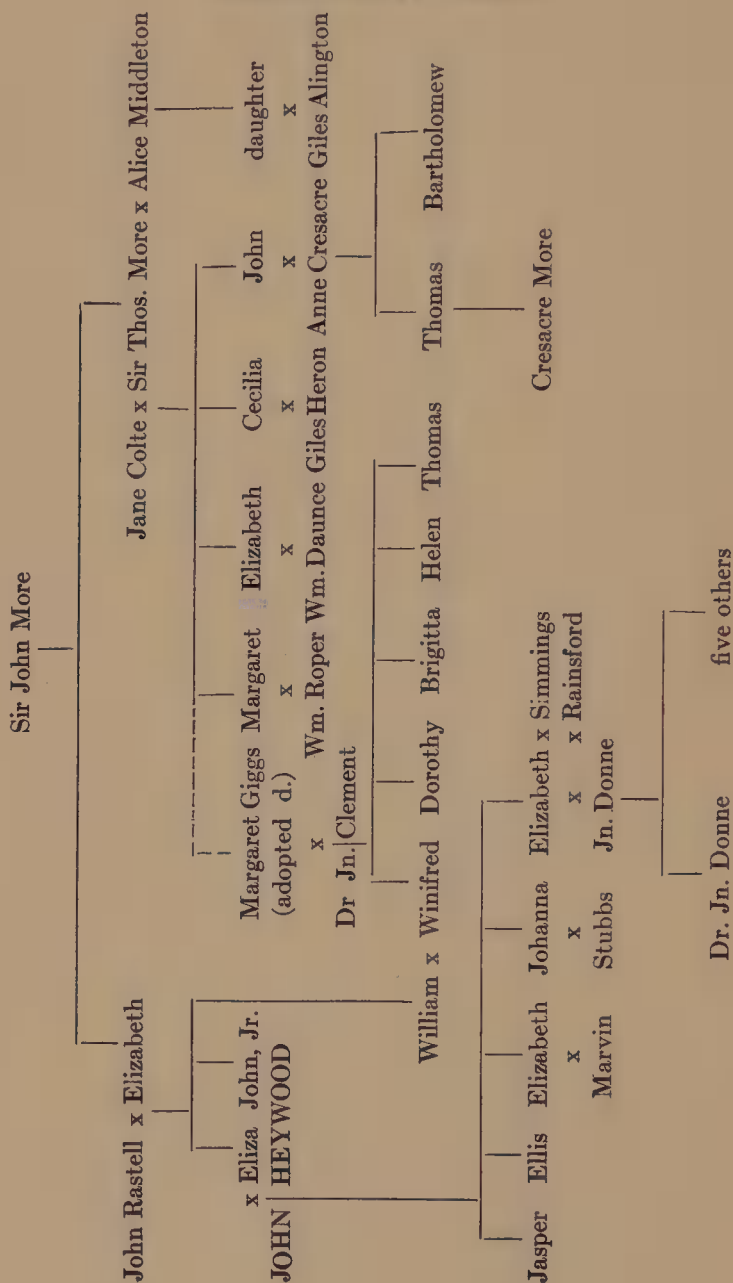 Sir John More
John Rastell x Elizabeth
Jane Colte x Sir Thos. More x Alice Middleton
x Eliza John, Jr.
JOHN HEYWOOD
Margaret Giggs Margaret Elizabeth Cecilia John daughter
(adopted d.) x x x x x
x Wm. Roper Wm. Daunce Giles Heron Anne Cresacre Giles Alington
Dr Jn. Clement
William x Winifred Dorothy Brigitta Helen Thomas Thomas Bartholomew
Cresacre More
Jasper Ellis Elizabeth Johanna Elizabeth x Simmings
x x x x Rainsford
Marvin Stubbs Jn. Donne
Dr. Jn. Donne five others